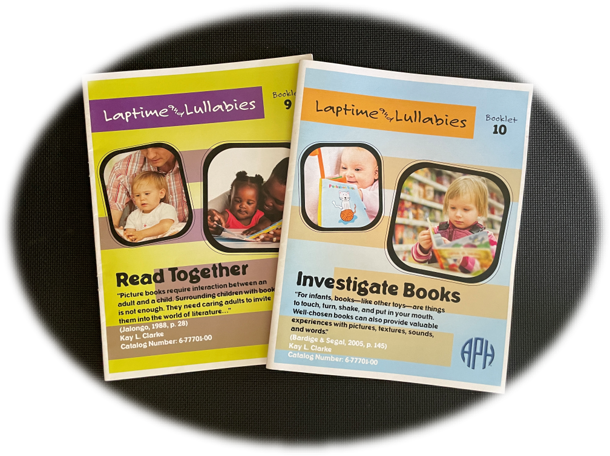 Laptime and Lullabies
Booklet
9
Read Together
"Picture books require interaction between an
adult and a child. Surrounding children with book
is not enough. They need caring adults to invite
them into the world of literature..."
(Jalongo, 1988, p. 28)
Kay L. Clarke
Catalog Number: 6-77701-00
Laptime and Lullabies
Booklet
10
Investigate Books
"For infants, books—like other toys—are things
to touch, turn, shake, and put in your mouth.
Well-chosen books can also provide valuable
experiences with pictures, textures, sounds,
and words"
(Bardige & Segal, 2005, p. 145)
Kay L. Clarke
Catalog Number: 6-77701-00
APH